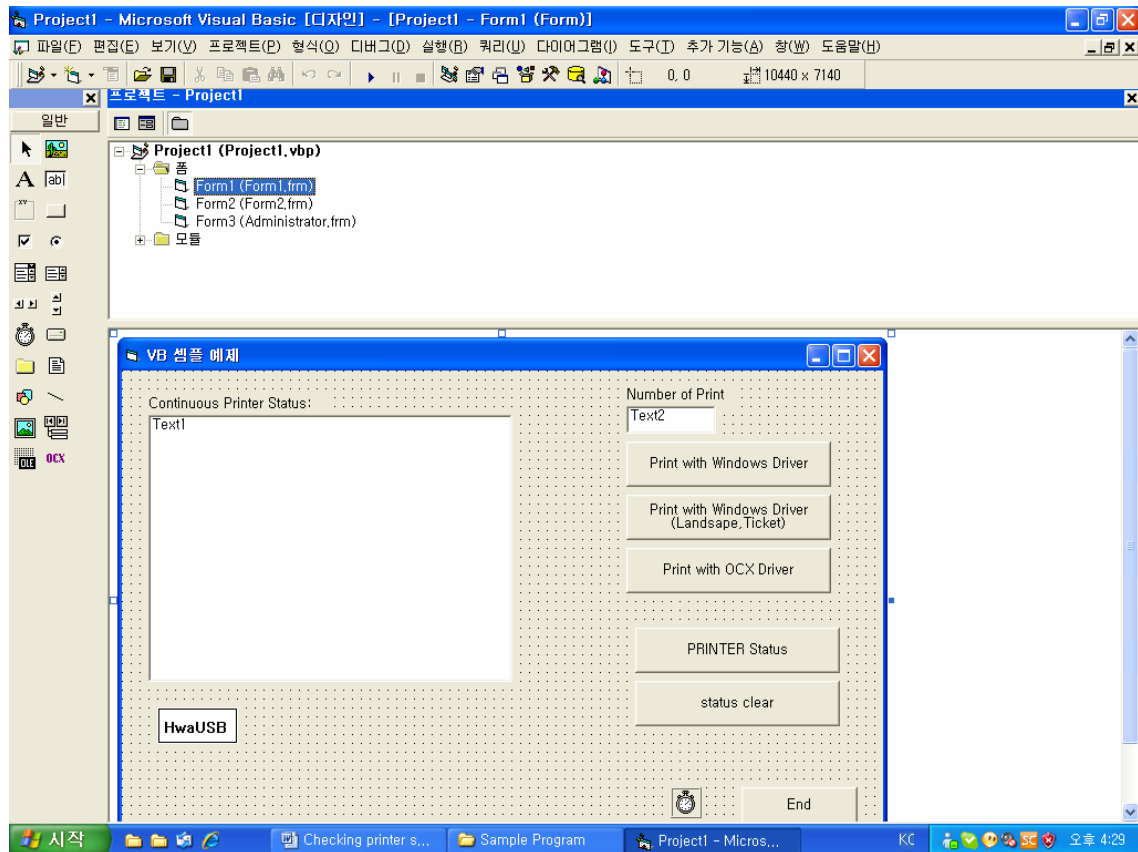 Project1 - Microsoft Visual Basic [디자인] - [Project1 - Form1 (Form)]
파일(F) 편집(E) 보기(V) 프로젝트(P) 형식(O) 디버그(D) 실행(R) 쿼리(U) 다이어그램(I) 도구(T) 추가 기능(A) 창(W) 도움말(H)
0, 0 10440 x 7140
프로젝트 - Project1
일반
Project1 (Project1.vbp)
폼
Form1 (Form1.frm)
Form2 (Form2.frm)
Form3 (Administrator.frm)
모듈
A ab|
XY
OLE OCX
VB 셈플 예제
Continuous Printer Status:
Text1
Number of Print
Text2
Print with Windows Driver
Print with Windows Driver
(Landsape,Ticket)
Print with OCX Driver
PRINTER Status
status clear
HwaUSB
End
시작 Checking printer s... Sample Program Project1 - Micros... KC 오후 4:29